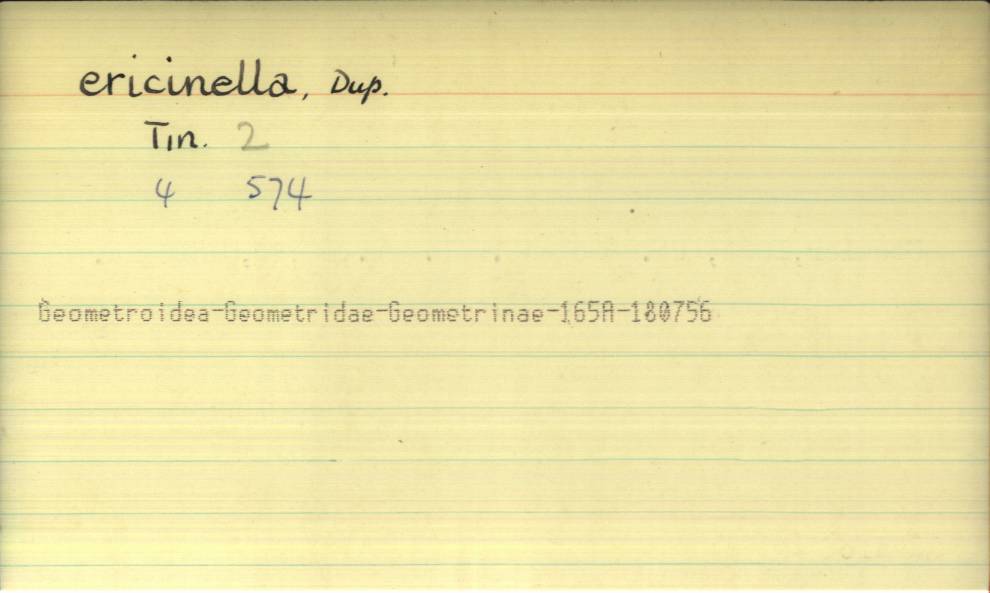 ericinella, Dup.
Tin. 2
4 574
Geometroidea-Geometridae-Geometrinae-165A-180756